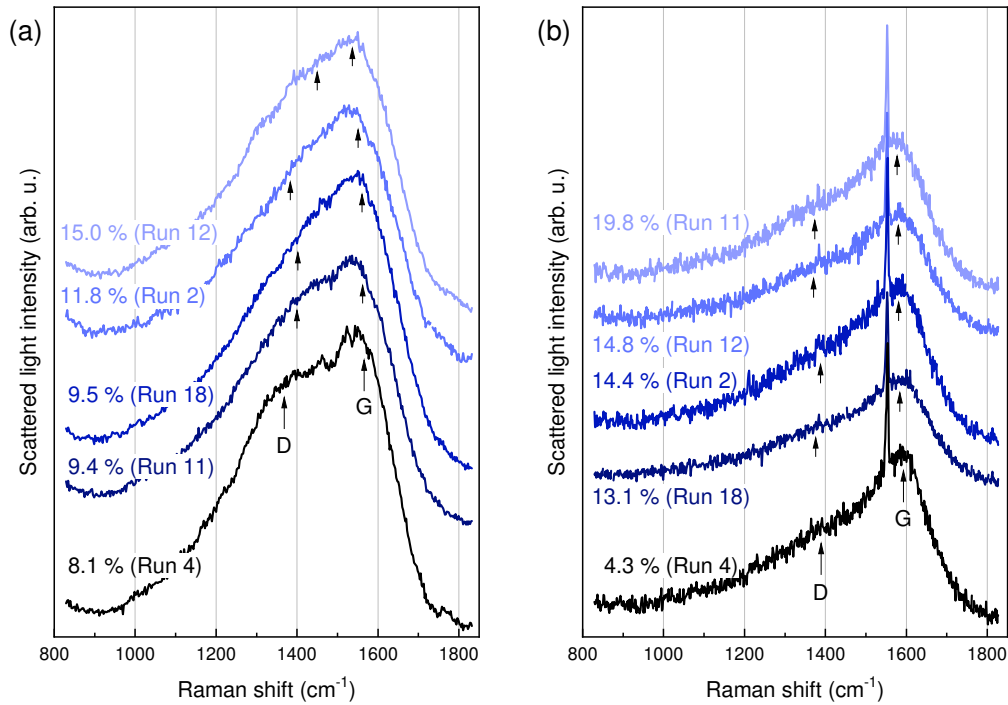 (a)
15.0 % (Run 12)
11.8 % (Run 2)
9.5 % (Run 18)
9.4 % (Run 11)
8.1 % (Run 4)
D
G
800
1000
1200
1400
1600
1800
Raman shift (cm⁻¹)
Scattered light intensity (arb. u.)
(b)
19.8 % (Run 11)
14.8 % (Run 12)
14.4 % (Run 2)
13.1 % (Run 18)
4.3 % (Run 4)
D
G
800
1000
1200
1400
1600
1800
Raman shift (cm⁻¹)
Scattered light intensity (arb. u.)